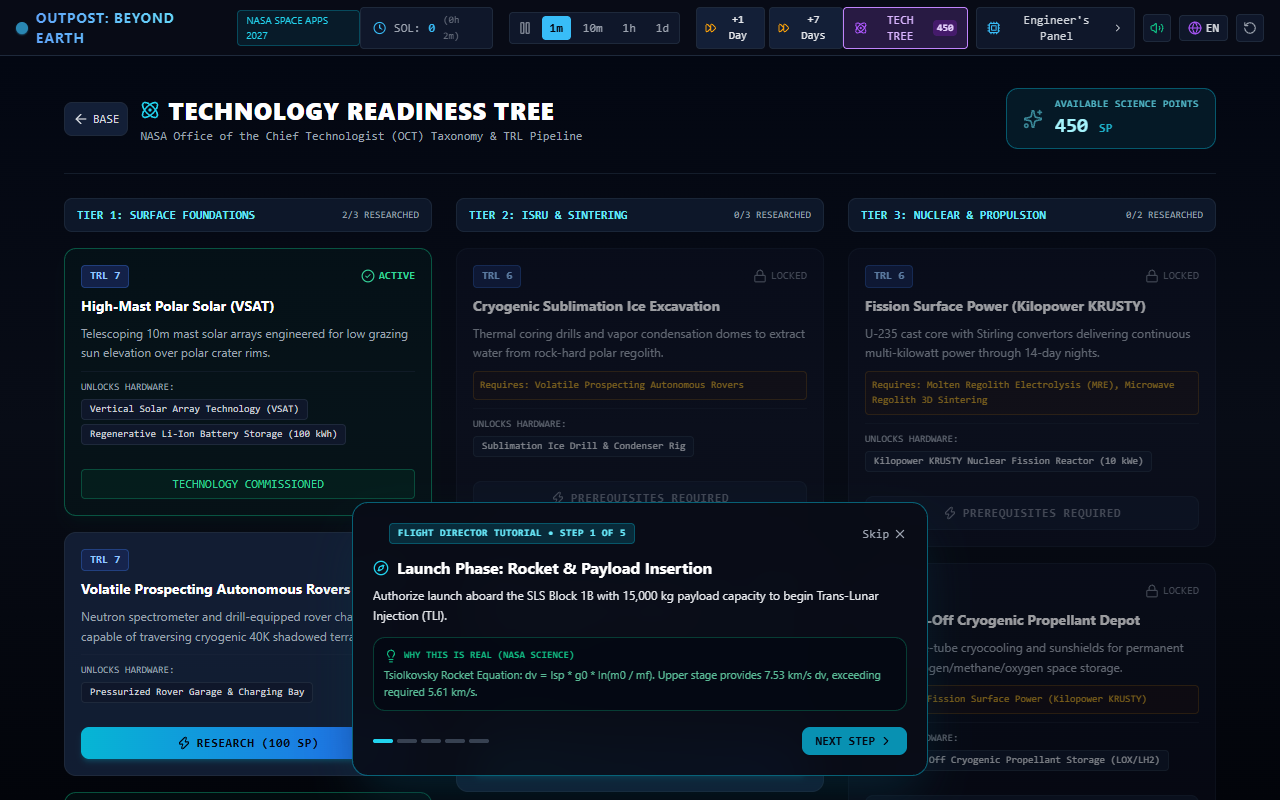 OUTPOST: BEYOND EARTH
NASA SPACE APPS 2027
SOL: 0 (0h 2m)
1m
10m
1h
1d
+1 Day
+7 Days
TECH TREE
450
Engineer's Panel
EN
BASE
TECHNOLOGY READINESS TREE
NASA Office of the Chief Technologist (OCT) Taxonomy & TRL Pipeline
AVAILABLE SCIENCE POINTS
450 SP
TIER 1: SURFACE FOUNDATIONS
2/3 RESEARCHED
TRL 7
ACTIVE
High-Mast Polar Solar (VSAT)
Telescoping 10m mast solar arrays engineered for low grazing
sun elevation over polar crater rims.
UNLOCKS HARDWARE:
Vertical Solar Array Technology (VSAT)
Regenerative Li-Ion Battery Storage (100 kWh)
TECHNOLOGY COMMISSIONED
TRL 7
Volatile Prospecting Autonomous Rovers
Neutron spectrometer and drill-equipped rover
capable of traversing cryogenic 40K shadowed
UNLOCKS HARDWARE:
Pressurized Rover Garage & Charging Bay
RESEARCH (100 SP)
TIER 2: ISRU & SINTERING
0/3 RESEARCHED
TRL 6
LOCKED
Cryogenic Sublimation Ice Excavation
Thermal coring drills and vapor condensation domes to extract
water from rock-hard polar regolith.
Requires: Volatile Prospecting Autonomous Rovers
UNLOCKS HARDWARE:
Sublimation Ice Drill & Condenser Rig
PREREQUISITES REQUIRED
TIER 3: NUCLEAR & PROPULSION
0/2 RESEARCHED
TRL 6
LOCKED
Fission Surface Power (Kilopower KRUSTY)
U-235 cast core with Stirling convertors delivering continuous
multi-kilowatt power through 14-day nights.
Requires: Molten Regolith Electrolysis (MRE), Microwave
Regolith 3D Sintering
UNLOCKS HARDWARE:
Kilopower KRUSTY Nuclear Fission Reactor (10 kWe)
PREREQUISITES REQUIRED
LOCKED
-Off Cryogenic Propellant Depot
-tube cryocooling and sunshields for permanent
gen/methane/oxygen space storage.
Fission Surface Power (Kilopower KRUSTY)
WARE:
Off Cryogenic Propellant Storage (LOX/LH2)
FLIGHT DIRECTOR TUTORIAL • STEP 1 OF 5
Skip
Launch Phase: Rocket & Payload Insertion
Authorize launch aboard the SLS Block 1B with 15,000 kg payload capacity to begin Trans-Lunar
Injection (TLI).
WHY THIS IS REAL (NASA SCIENCE)
Tsiolkovsky Rocket Equation: dv = Isp * g0 * ln(m0 / mf). Upper stage provides 7.53 km/s dv, exceeding
required 5.61 km/s.
NEXT STEP